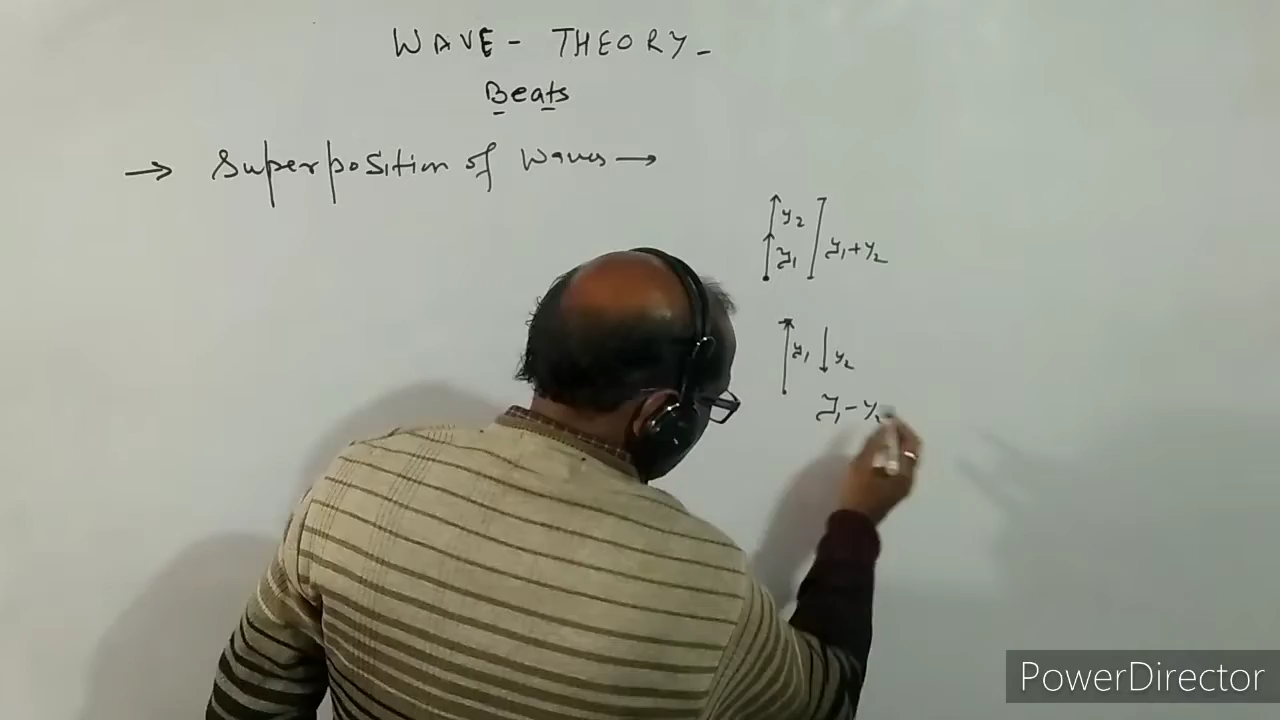 WAVE - THEORY -
Beats
→ Superposition of waves →
y2
y1
y1+y2
y1
y2
y1-y2
PowerDirector